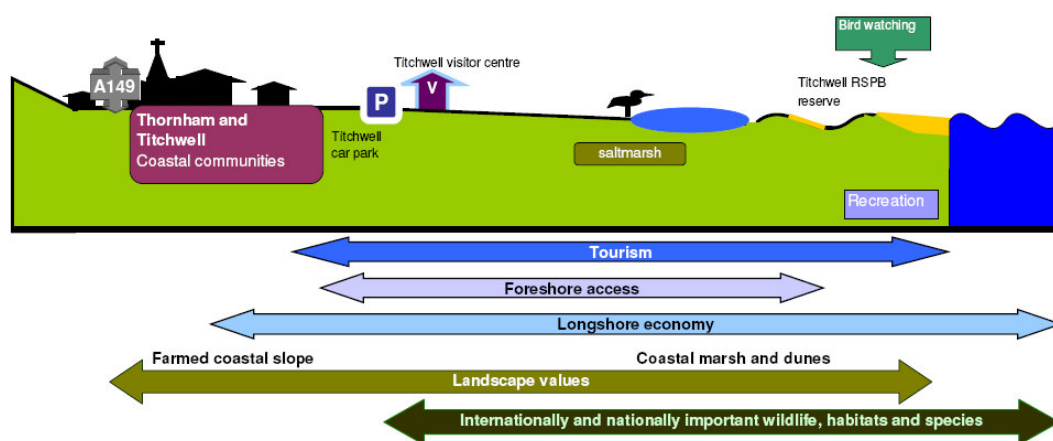 Bird watching
Titchwell visitor centre
A149
V
Titchwell RSPB
reserve
P
Thornham and
Titchwell
Coastal communities
Titchwell
car park
saltmarsh
Recreation
Tourism
Foreshore access
Longshore economy
Farmed coastal slope
Coastal marsh and dunes
Landscape values
Internationally and nationally important wildlife, habitats and species